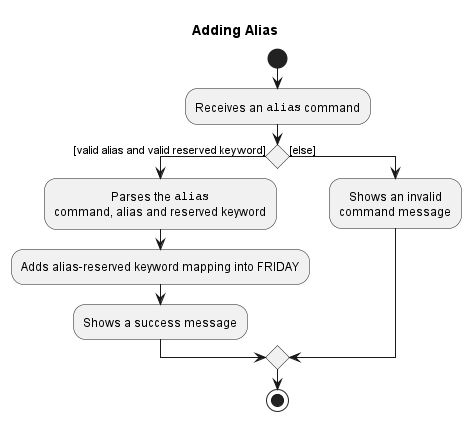 Adding Alias
Receives an alias command
[valid alias and valid reserved keyword]
[else]
Parses the alias
command, alias and reserved keyword
Shows an invalid
command message
Adds alias-reserved keyword mapping into FRIDAY
Shows a success message